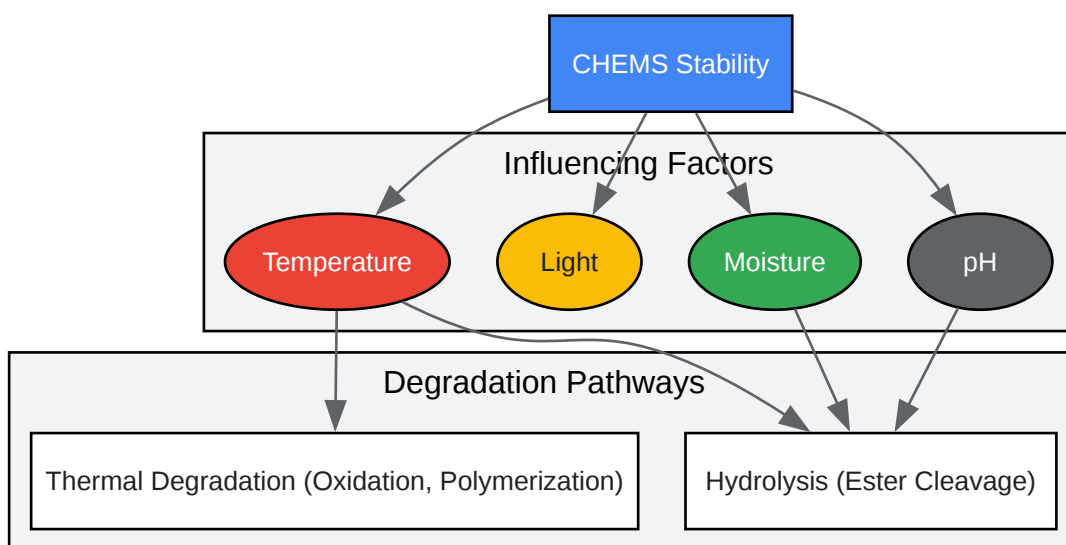 CHEMS Stability
Influencing Factors
Temperature
Light
Moisture
pH
Degradation Pathways
Thermal Degradation (Oxidation, Polymerization)
Hydrolysis (Ester Cleavage)